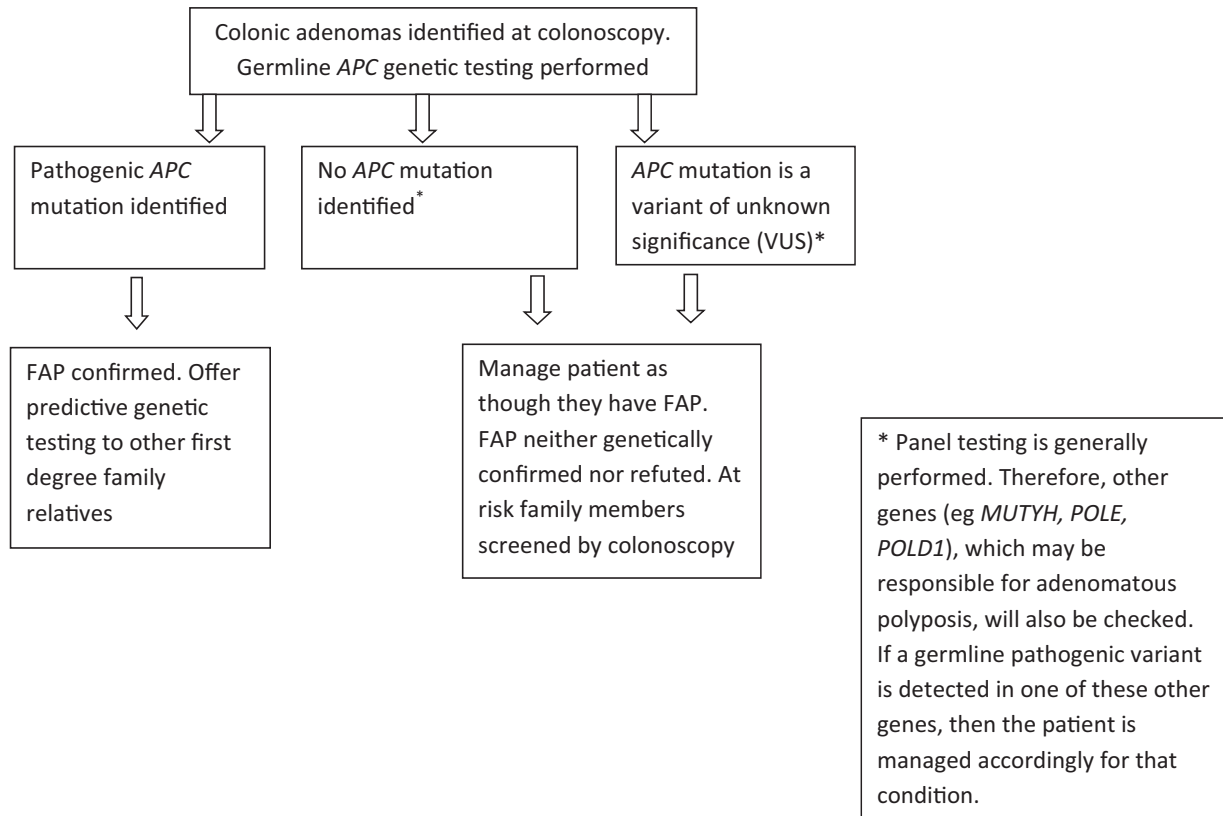 Colonic adenomas identified at colonoscopy.
Germline APC genetic testing performed
Pathogenic APC
mutation identified
No APC mutation
identified*
APC mutation is a
variant of unknown
significance (VUS)*
FAP confirmed. Offer
predictive genetic
testing to other first
degree family
relatives
Manage patient as
though they have FAP.
FAP neither genetically
confirmed nor refuted. At
risk family members
screened by colonoscopy
* Panel testing is generally
performed. Therefore, other
genes (eg MUTYH, POLE,
POLD1), which may be
responsible for adenomatous
polyposis, will also be checked.
If a germline pathogenic variant
is detected in one of these other
genes, then the patient is
managed accordingly for that
condition.